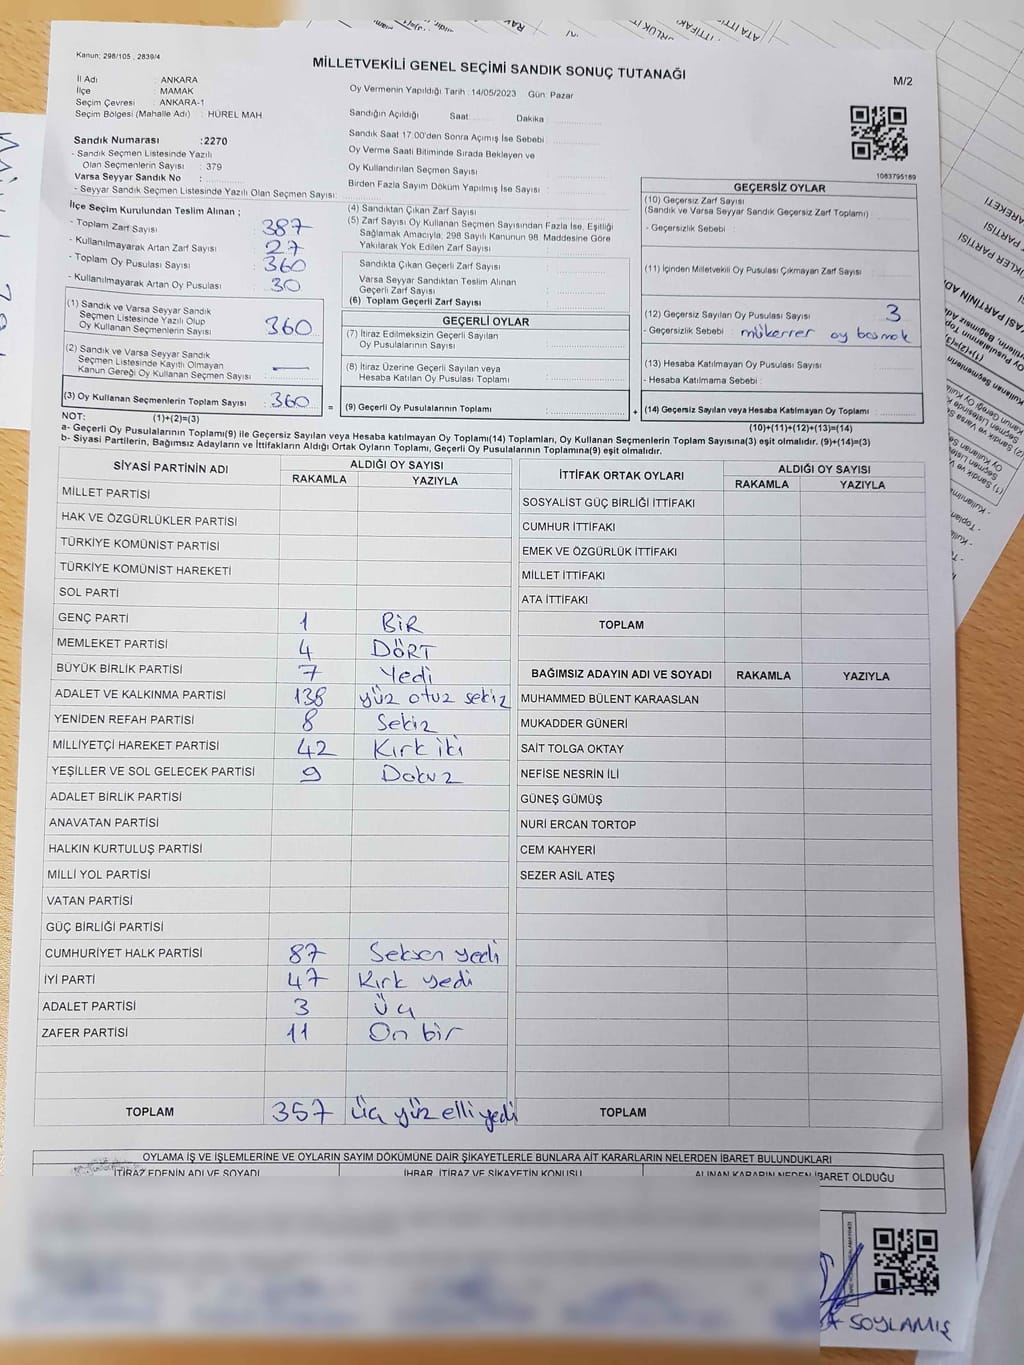 Kanun; 298/105 , 2839/4
MİLLETVEKİLİ GENEL SEÇİMİ SANDIK SONUÇ TUTANAĞI
M/2
İl Adı : ANKARA
İlçe : MAMAK
Seçim Çevresi : ANKARA-1
Seçim Bölgesi (Mahalle Adı) : HÜREL MAH
Sandık Numarası :2270
- Sandık Seçmen Listesinde Yazılı
Olan Seçmenlerin Sayısı : 379
Varsa Seyyar Sandık No :
- Seyyar Sandık Seçmen Listesinde Yazılı Olan Seçmen Sayısı:
Oy Vermenin Yapıldığı Tarih : 14/05/2023 Gün: Pazar
Sandığın Açıldığı Saat Dakika :
Sandık Saat 17:00'den Sonra Açımış İse Sebebi :
Oy Verme Saati Bitiminde Sırada Bekleyen ve
Oy Kullandırılan Seçmen Sayısı :
Birden Fazla Sayım Döküm Yapılmış İse Sayısı :
1083795189
İlçe Seçim Kurulundan Teslim Alınan ;
- Toplam Zarf Sayısı : 387
- Kullanılmayarak Artan Zarf Sayısı : 27
- Toplam Oy Pusulası Sayısı : 360
- Kullanılmayarak Artan Oy Pusulası : 30
(1) Sandık ve Varsa Seyyar Sandık
Seçmen Listesinde Yazılı Olup
Oy Kullanan Seçmenlerin Sayısı : 360
(2) Sandık ve Varsa Seyyar Sandık
Seçmen Listesinde Kayıtlı Olmayan
Kanun Gereği Oy Kullanan Seçmen Sayısı : —
(3) Oy Kullanan Seçmenlerin Toplam Sayısı : 360 =
(4) Sandıktan Çıkan Zarf Sayısı :
(5) Zarf Sayısı Oy Kullanan Seçmen Sayısından Fazla İse, Eşitliği
Sağlamak Amacıyla; 298 Sayılı Kanunun 98. Maddesine Göre
Yakılarak Yok Edilen Zarf Sayısı :
Sandıkta Çıkan Geçerli Zarf Sayısı :
Varsa Seyyar Sandıktan Teslim Alınan
Geçerli Zarf Sayısı :
(6) Toplam Geçerli Zarf Sayısı :
GEÇERLİ OYLAR
(7) İtiraz Edilmeksizin Geçerli Sayılan
Oy Pusulalarının Sayısı :
(8) İtiraz Üzerine Geçerli Sayılan veya
Hesaba Katılan Oy Pusulası Toplamı :
(9) Geçerli Oy Pusulalarının Toplamı : +
GEÇERSİZ OYLAR
(10) Geçersiz Zarf Sayısı
(Sandık ve Varsa Seyyar Sandık Geçersiz Zarf Toplamı) :
- Geçersizlik Sebebi :
(11) İçinden Milletvekili Oy Pusulası Çıkmayan Zarf Sayısı :
(12) Geçersiz Sayılan Oy Pusulası Sayısı : 3
- Geçersizlik Sebebi : mükerrer oy basmak
(13) Hesaba Katılmayan Oy Pusulası Sayısı :
- Hesaba Katılmama Sebebi :
(14) Geçersiz Sayılan veya Hesaba Katılmayan Oy Toplamı :
NOT: (1)+(2)=(3)
(10)+(11)+(12)+(13)=(14)
a- Geçerli Oy Pusulalarının Toplamı(9) ile Geçersiz Sayılan veya Hesaba katılmayan Oy Toplamı(14) Toplamları, Oy Kullanan Seçmenlerin Toplam Sayısına(3) eşit olmalıdır. (9)+(14)=(3)
b- Siyasi Partilerin, Bağımsız Adayların ve İttifakların Aldığı Ortak Oyların Toplamı, Geçerli Oy Pusulalarının Toplamına(9) eşit olmalıdır.
SİYASİ PARTİNİN ADI ALDIĞI OY SAYISI
RAKAMLA YAZIYLA
MİLLET PARTİSİ
HAK VE ÖZGÜRLÜKLER PARTİSİ
TÜRKİYE KOMÜNİST PARTİSİ
TÜRKİYE KOMÜNİST HAREKETİ
SOL PARTİ
GENÇ PARTİ 1 BİR
MEMLEKET PARTİSİ 4 DÖRT
BÜYÜK BİRLİK PARTİSİ 7 Yedi
ADALET VE KALKINMA PARTİSİ 138 yüz otuz sekiz
YENİDEN REFAH PARTİSİ 8 Sekiz
MİLLİYETÇİ HAREKET PARTİSİ 42 Kırk iki
YEŞİLLER VE SOL GELECEK PARTİSİ 9 Dokuz
ADALET BİRLİK PARTİSİ
ANAVATAN PARTİSİ
HALKIN KURTULUŞ PARTİSİ
MİLLİ YOL PARTİSİ
VATAN PARTİSİ
GÜÇ BİRLİĞİ PARTİSİ
CUMHURİYET HALK PARTİSİ 87 Seksen yedi
İYİ PARTİ 47 Kırk yedi
ADALET PARTİSİ 3 Üç
ZAFER PARTİSİ 11 On bir
TOPLAM 357 üç yüz elli yedi
İTTİFAK ORTAK OYLARI ALDIĞI OY SAYISI
RAKAMLA YAZIYLA
SOSYALİST GÜÇ BİRLİĞİ İTTİFAKI
CUMHUR İTTİFAKI
EMEK VE ÖZGÜRLÜK İTTİFAKI
MİLLET İTTİFAKI
ATA İTTİFAKI
TOPLAM
BAĞIMSIZ ADAYIN ADI VE SOYADI RAKAMLA YAZIYLA
MUHAMMED BÜLENT KARAASLAN
MUKADDER GÜNERİ
SAİT TOLGA OKTAY
NEFİSE NESRİN İLİ
GÜNEŞ GÜMÜŞ
NURİ ERCAN TORTOP
CEM KAHYERİ
SEZER ASİL ATEŞ
TOPLAM
OYLAMA İŞ VE İŞLEMLERİNE VE OYLARIN SAYIM DÖKÜMÜNE DAİR ŞİKAYETLERLE BUNLARA AİT KARARLARIN NELERDEN İBARET BULUNDUKLARI
İTİRAZ EDENİN ADI VE SOYADI İHBAR, İTİRAZ VE ŞİKAYETİN KONUSU ALINAN KARARIN NEDEN İBARET OLDUĞU
SOYLAMIŞ